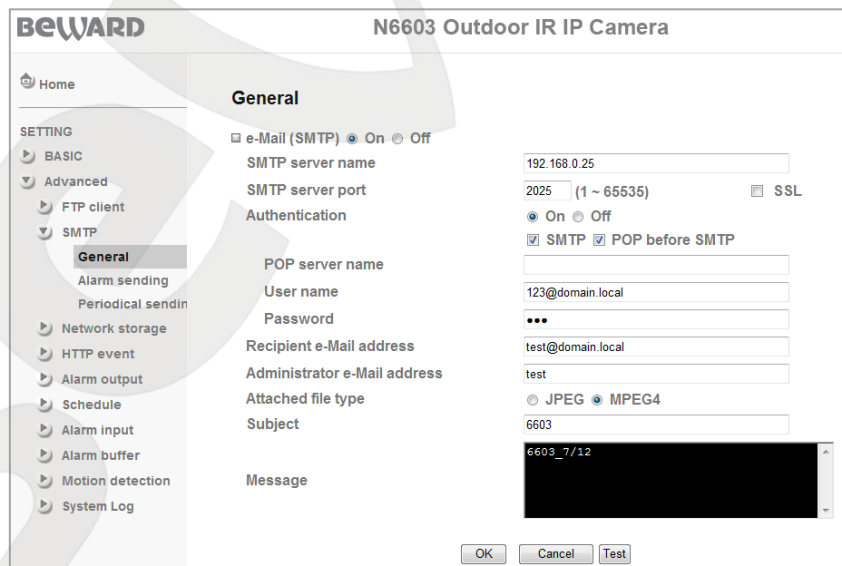 BEWARD
N6603 Outdoor IR IP Camera
Home
SETTING
BASIC
Advanced
FTP client
SMTP
General
Alarm sending
Periodical sendin
Network storage
HTTP event
Alarm output
Schedule
Alarm input
Alarm buffer
Motion detection
System Log
General
e-Mail (SMTP) On Off
SMTP server name 192.168.0.25
SMTP server port 2025 (1 ~ 65535) SSL
Authentication On Off
SMTP POP before SMTP
POP server name
User name 123@domain.local
Password •••
Recipient e-Mail address test@domain.local
Administrator e-Mail address test
Attached file type JPEG MPEG4
Subject 6603
Message 6603_7/12
OK Cancel Test